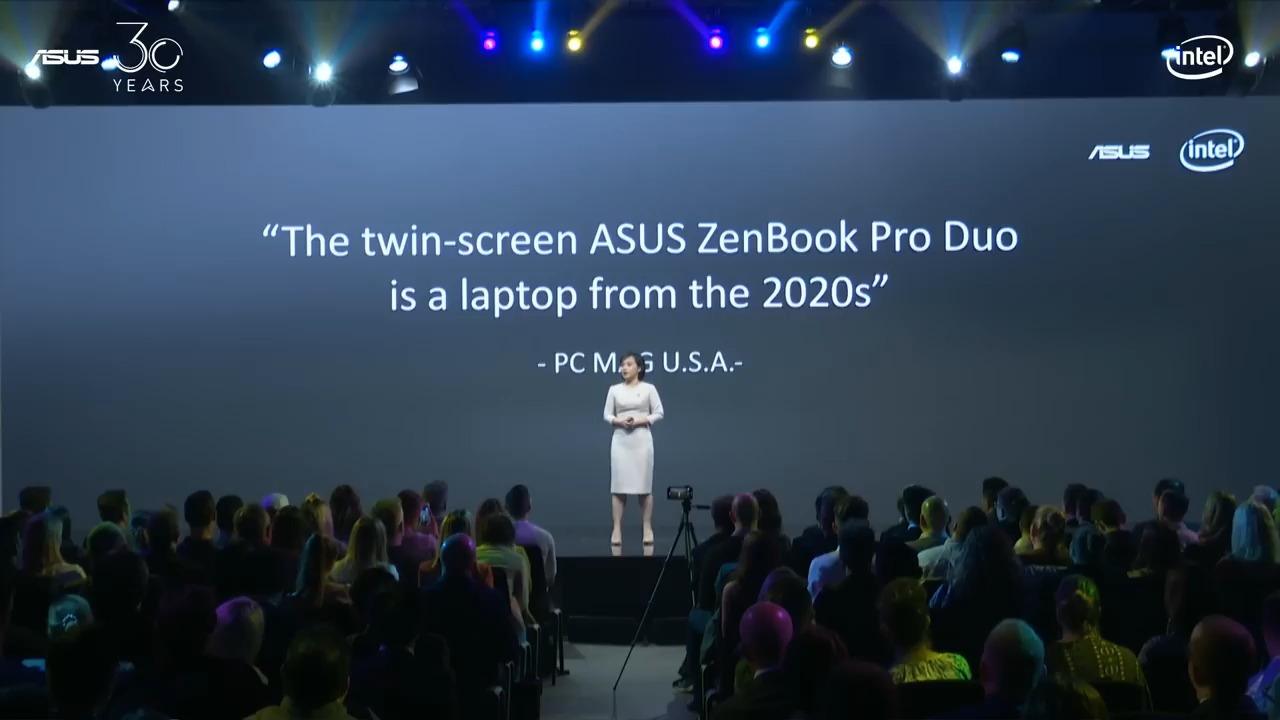 ASUS 30 YEARS
intel
ASUS intel
“The twin-screen ASUS ZenBook Pro Duo
is a laptop from the 2020s”
- PC MAG U.S.A.-